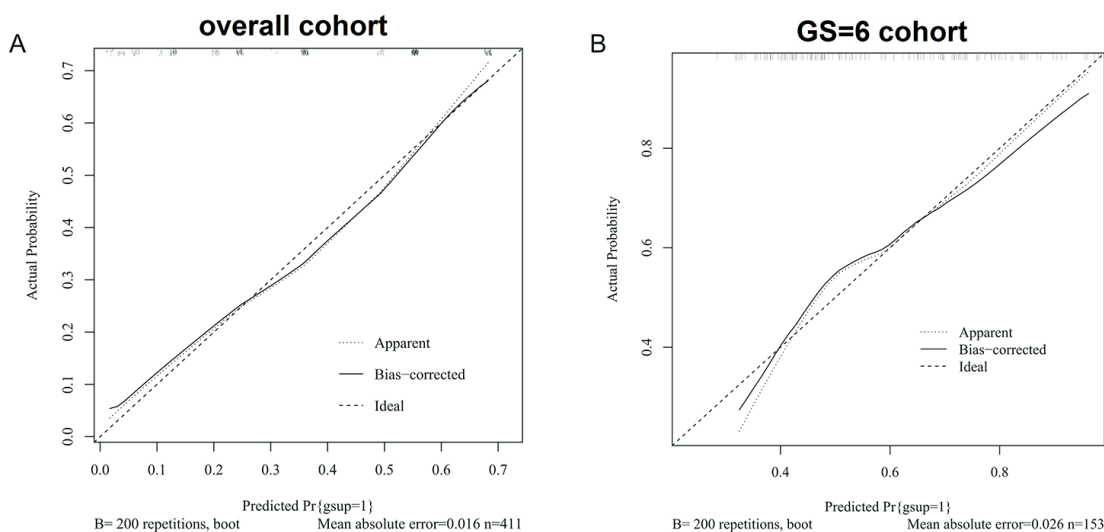 A
overall cohort
Actual Probability
0.7
0.6
0.5
0.4
0.3
0.2
0.1
0.0
Apparent
Bias−corrected
Ideal
0.0 0.1 0.2 0.3 0.4 0.5 0.6 0.7
Predicted Pr{gsup=1}
B= 200 repetitions, boot Mean absolute error=0.016 n=411
B
GS=6 cohort
Actual Probability
0.8
0.6
0.4
Apparent
Bias−corrected
Ideal
0.4 0.6 0.8
Predicted Pr{gsup=1}
B= 200 repetitions, boot Mean absolute error=0.026 n=153